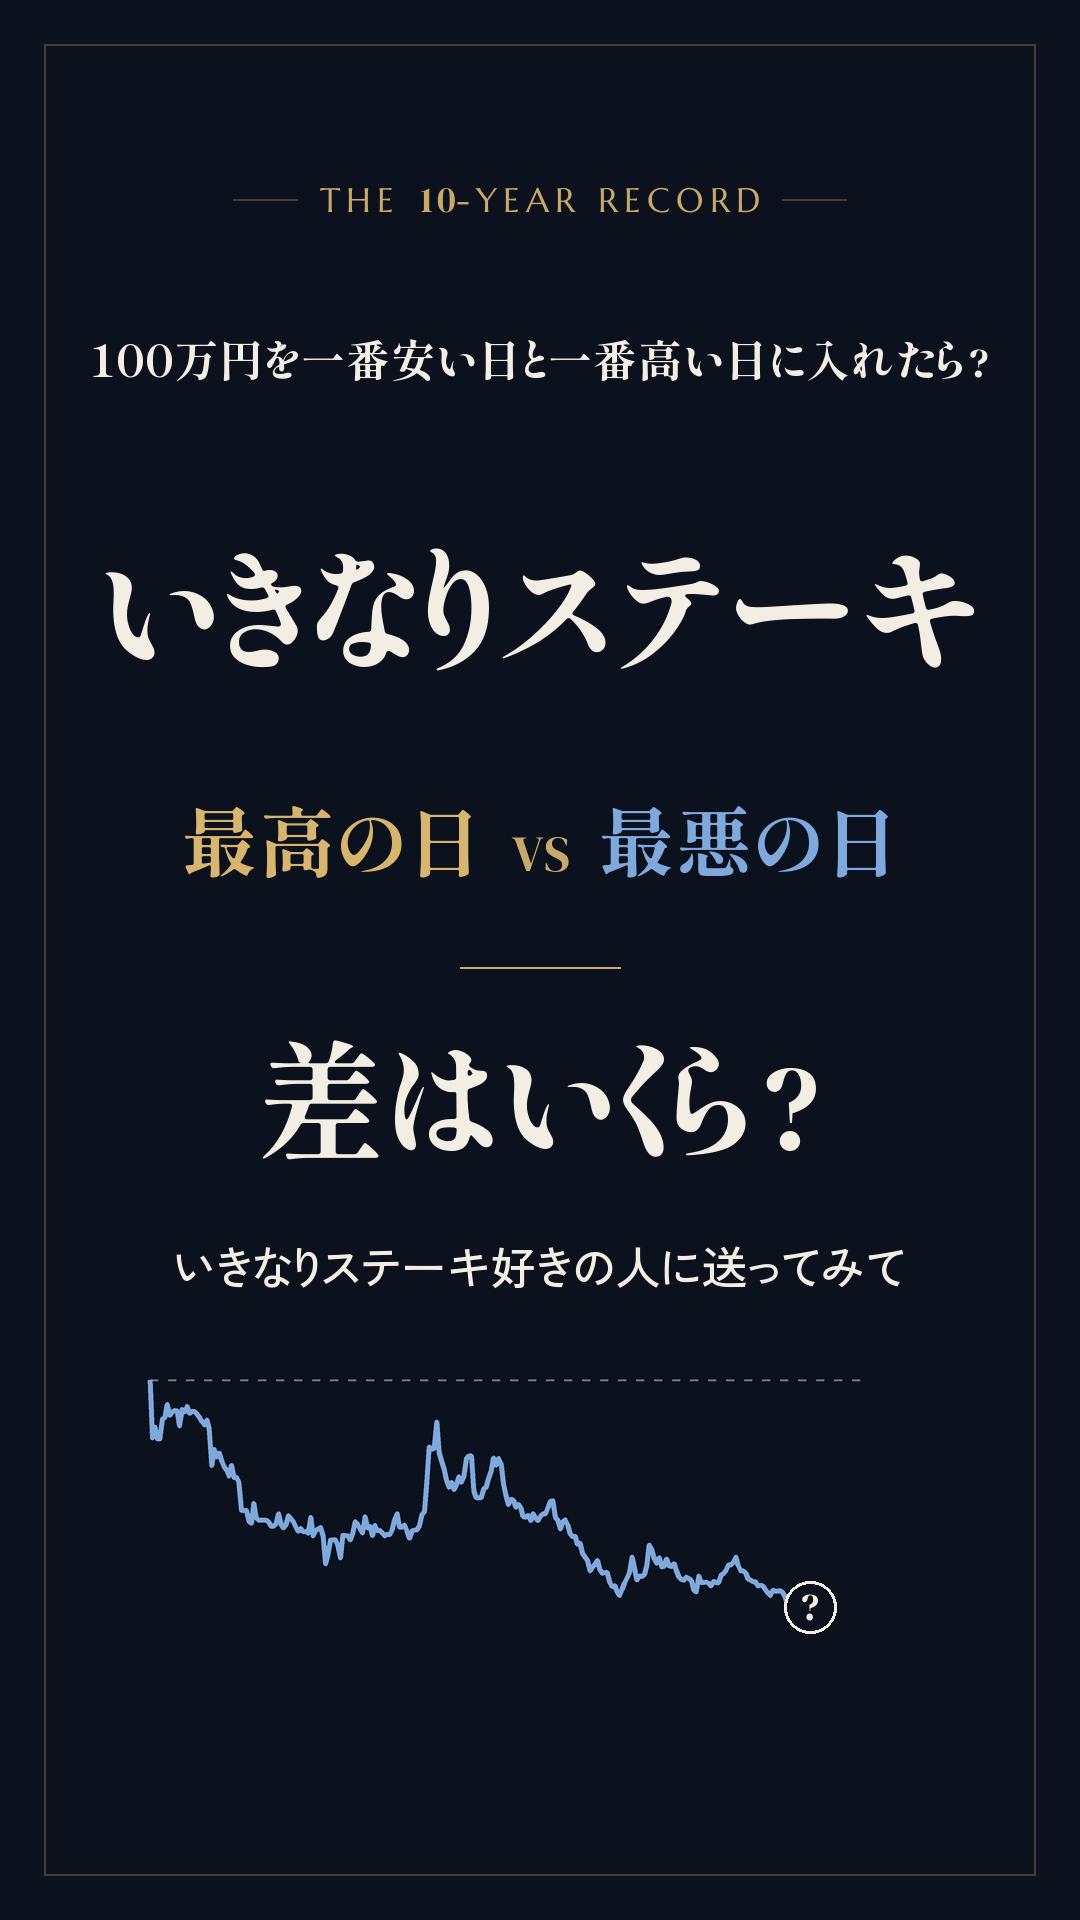 THE 10-YEAR RECORD
100万円を一番安い日と一番高い日に入れたら?
いきなりステーキ
最高の日 vs 最悪の日
差はいくら?
いきなりステーキ好きの人に送ってみて
?